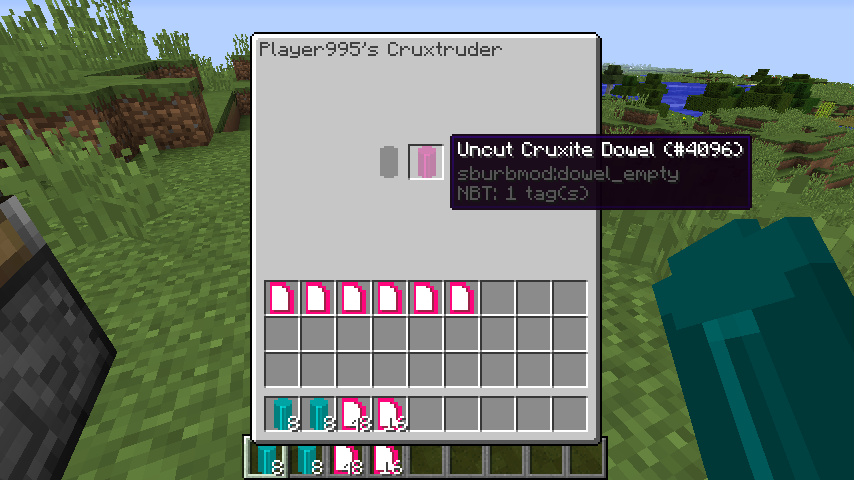 Player995's Cruxtruder
Uncut Cruxite Dowel (#4096)
sburbmod:dowel_empty
NBT: 1 tag(s)
8 8 48 16
8 8 48 16